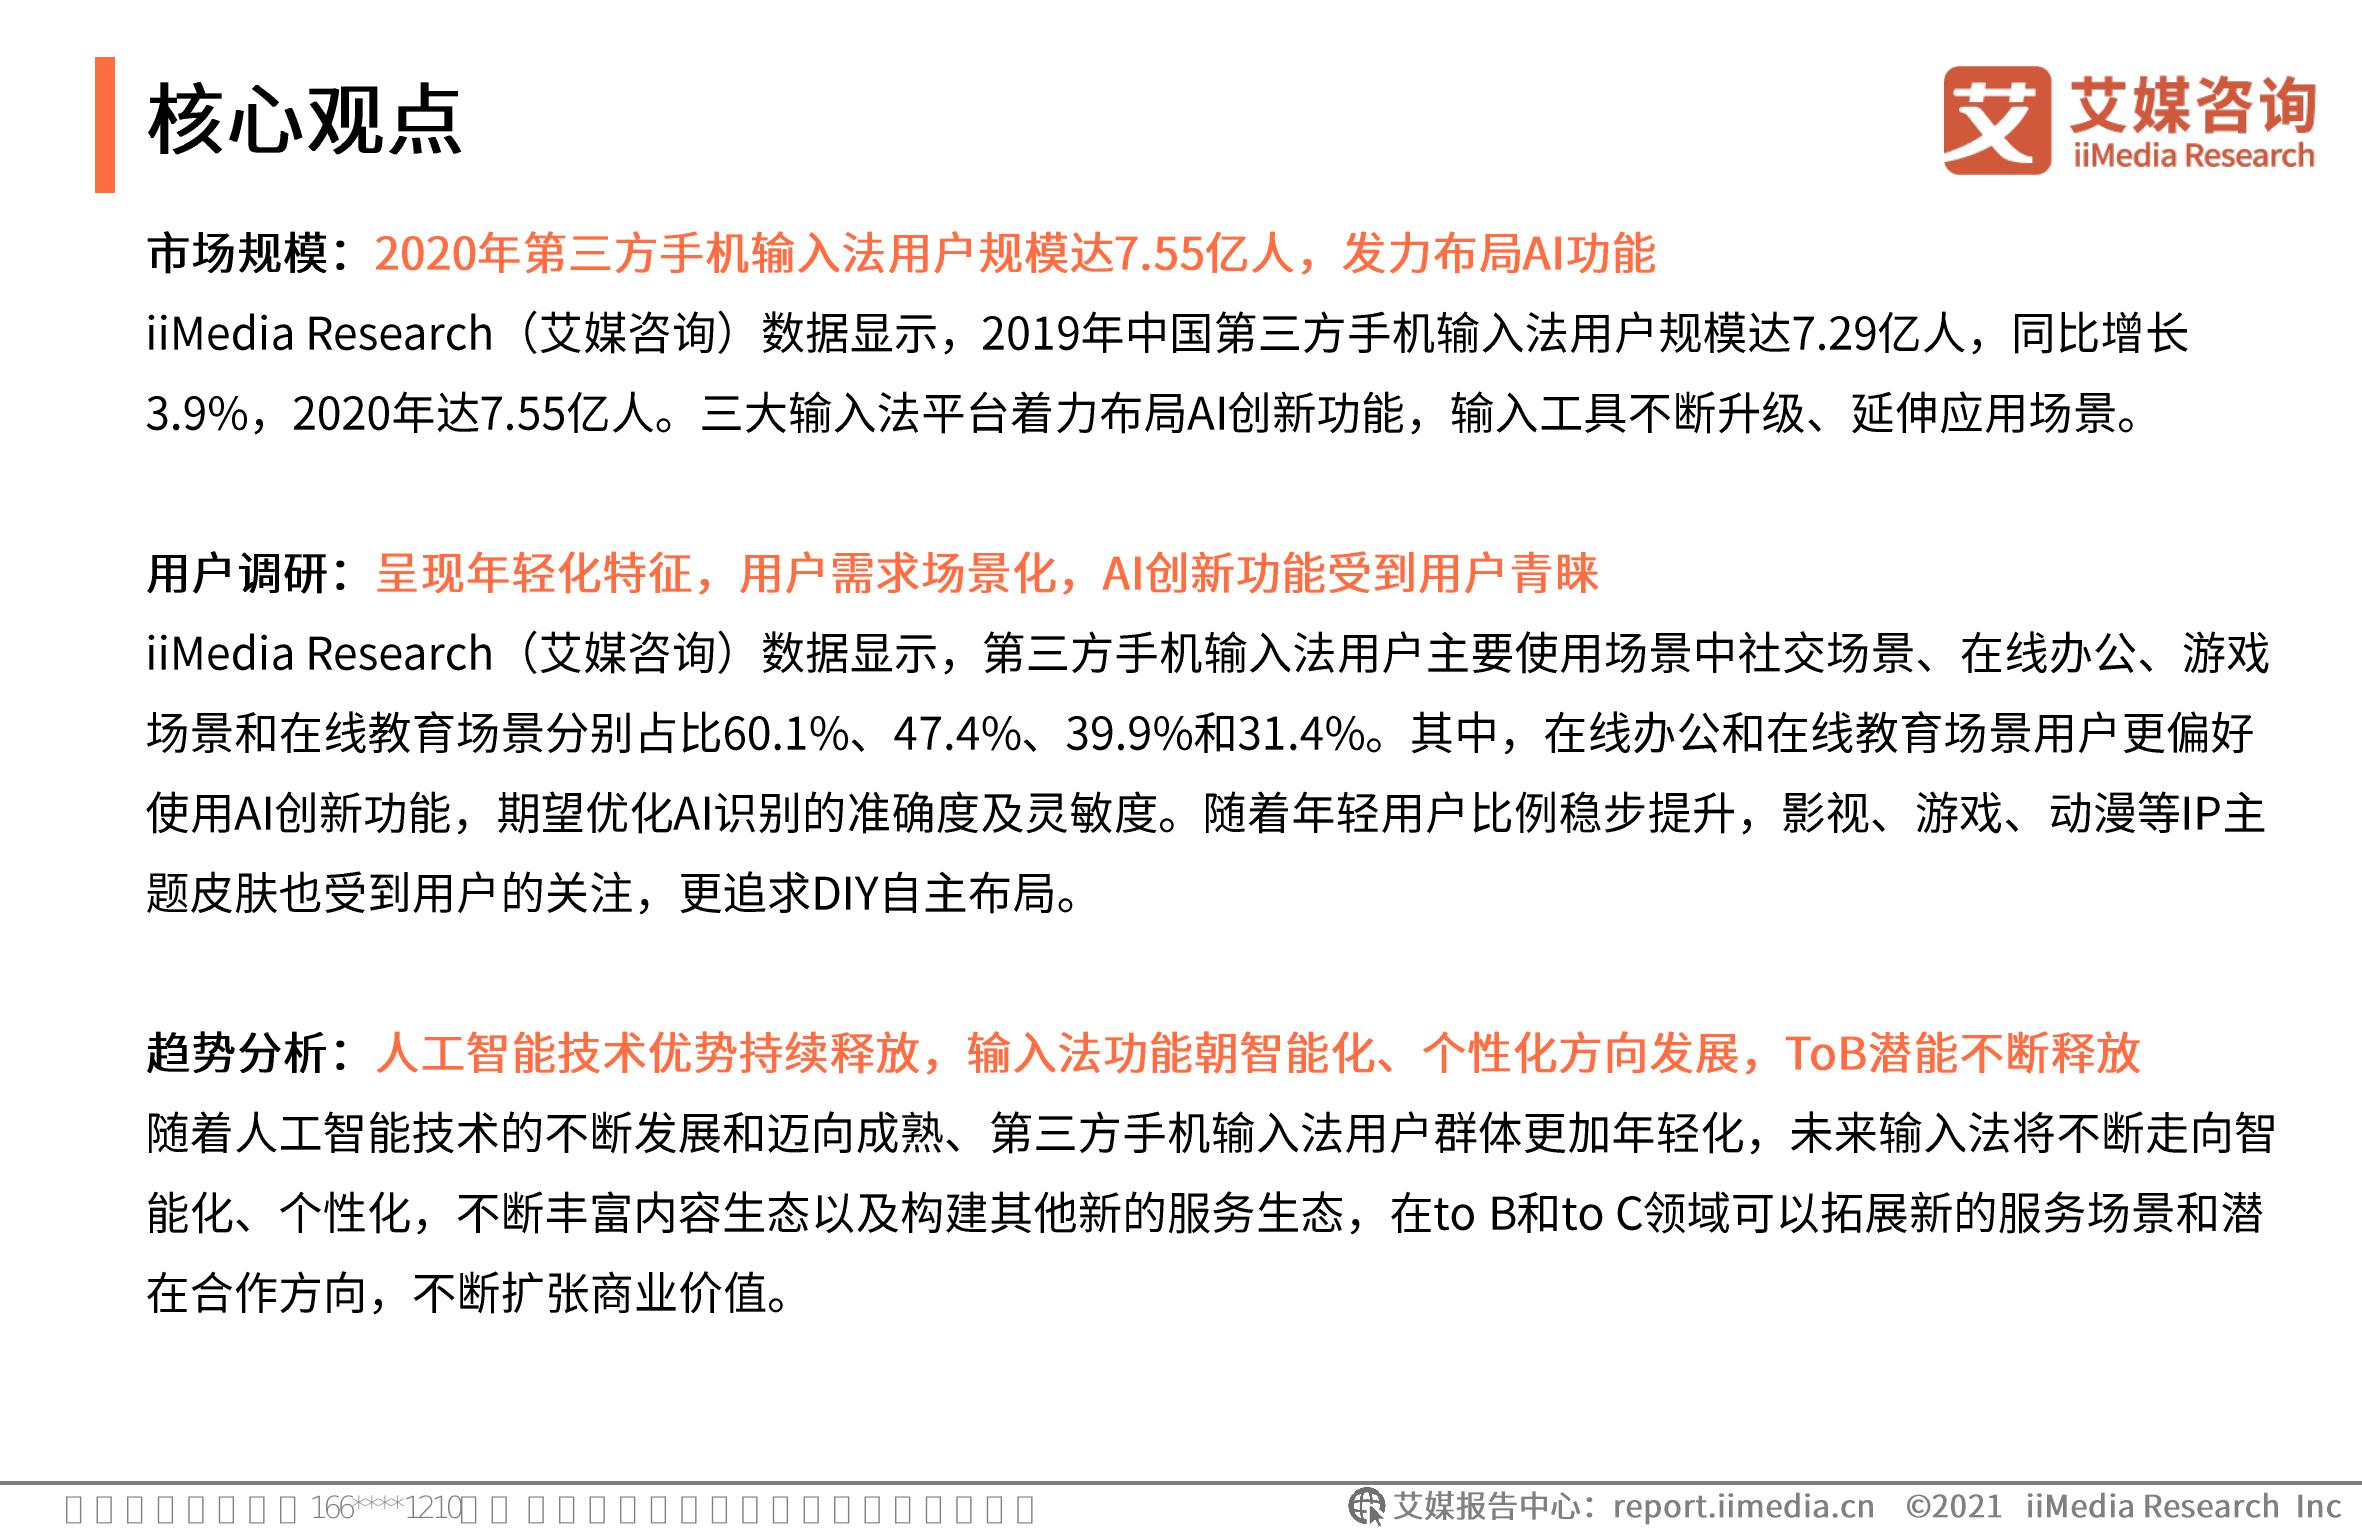 核心观点
艾 艾媒咨询
iiMedia Research
市场规模：2020年第三方手机输入法用户规模达7.55亿人，发力布局AI功能
iiMedia Research（艾媒咨询）数据显示，2019年中国第三方手机输入法用户规模达7.29亿人，同比增长
3.9%，2020年达7.55亿人。三大输入法平台着力布局AI创新功能，输入工具不断升级、延伸应用场景。
用户调研：呈现年轻化特征，用户需求场景化，AI创新功能受到用户青睐
iiMedia Research（艾媒咨询）数据显示，第三方手机输入法用户主要使用场景中社交场景、在线办公、游戏
场景和在线教育场景分别占比60.1%、47.4%、39.9%和31.4%。其中，在线办公和在线教育场景用户更偏好
使用AI创新功能，期望优化AI识别的准确度及灵敏度。随着年轻用户比例稳步提升，影视、游戏、动漫等IP主
题皮肤也受到用户的关注，更追求DIY自主布局。
趋势分析：人工智能技术优势持续释放，输入法功能朝智能化、个性化方向发展，ToB潜能不断释放
随着人工智能技术的不断发展和迈向成熟、第三方手机输入法用户群体更加年轻化，未来输入法将不断走向智
能化、个性化，不断丰富内容生态以及构建其他新的服务生态，在to B和to C领域可以拓展新的服务场景和潜
在合作方向，不断扩张商业价值。
166****1210
艾媒报告中心：report.iimedia.cn ©2021 iiMedia Research Inc